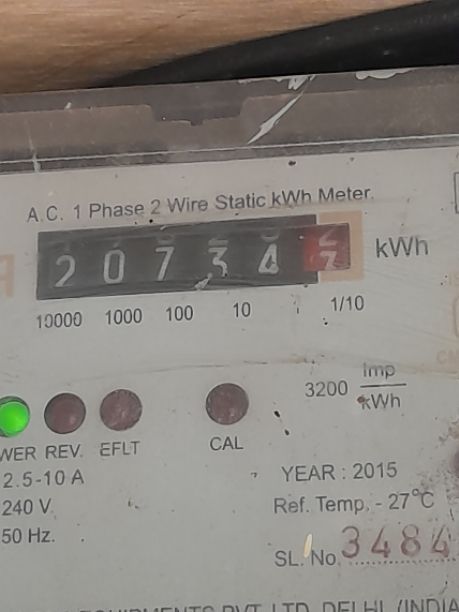 A.C. 1 Phase 2 Wire Static kWh Meter.
2 0 7 3 4 kWh
10000 1000 100 10 1 1/10
3200 Imp/kWh
WER REV. EFLT CAL
2.5-10 A
YEAR : 2015
240 V
Ref. Temp. - 27°C
50 Hz.
SL. No. 3484
EQUIPMENTS PVT. LTD. DELHI (INDIA